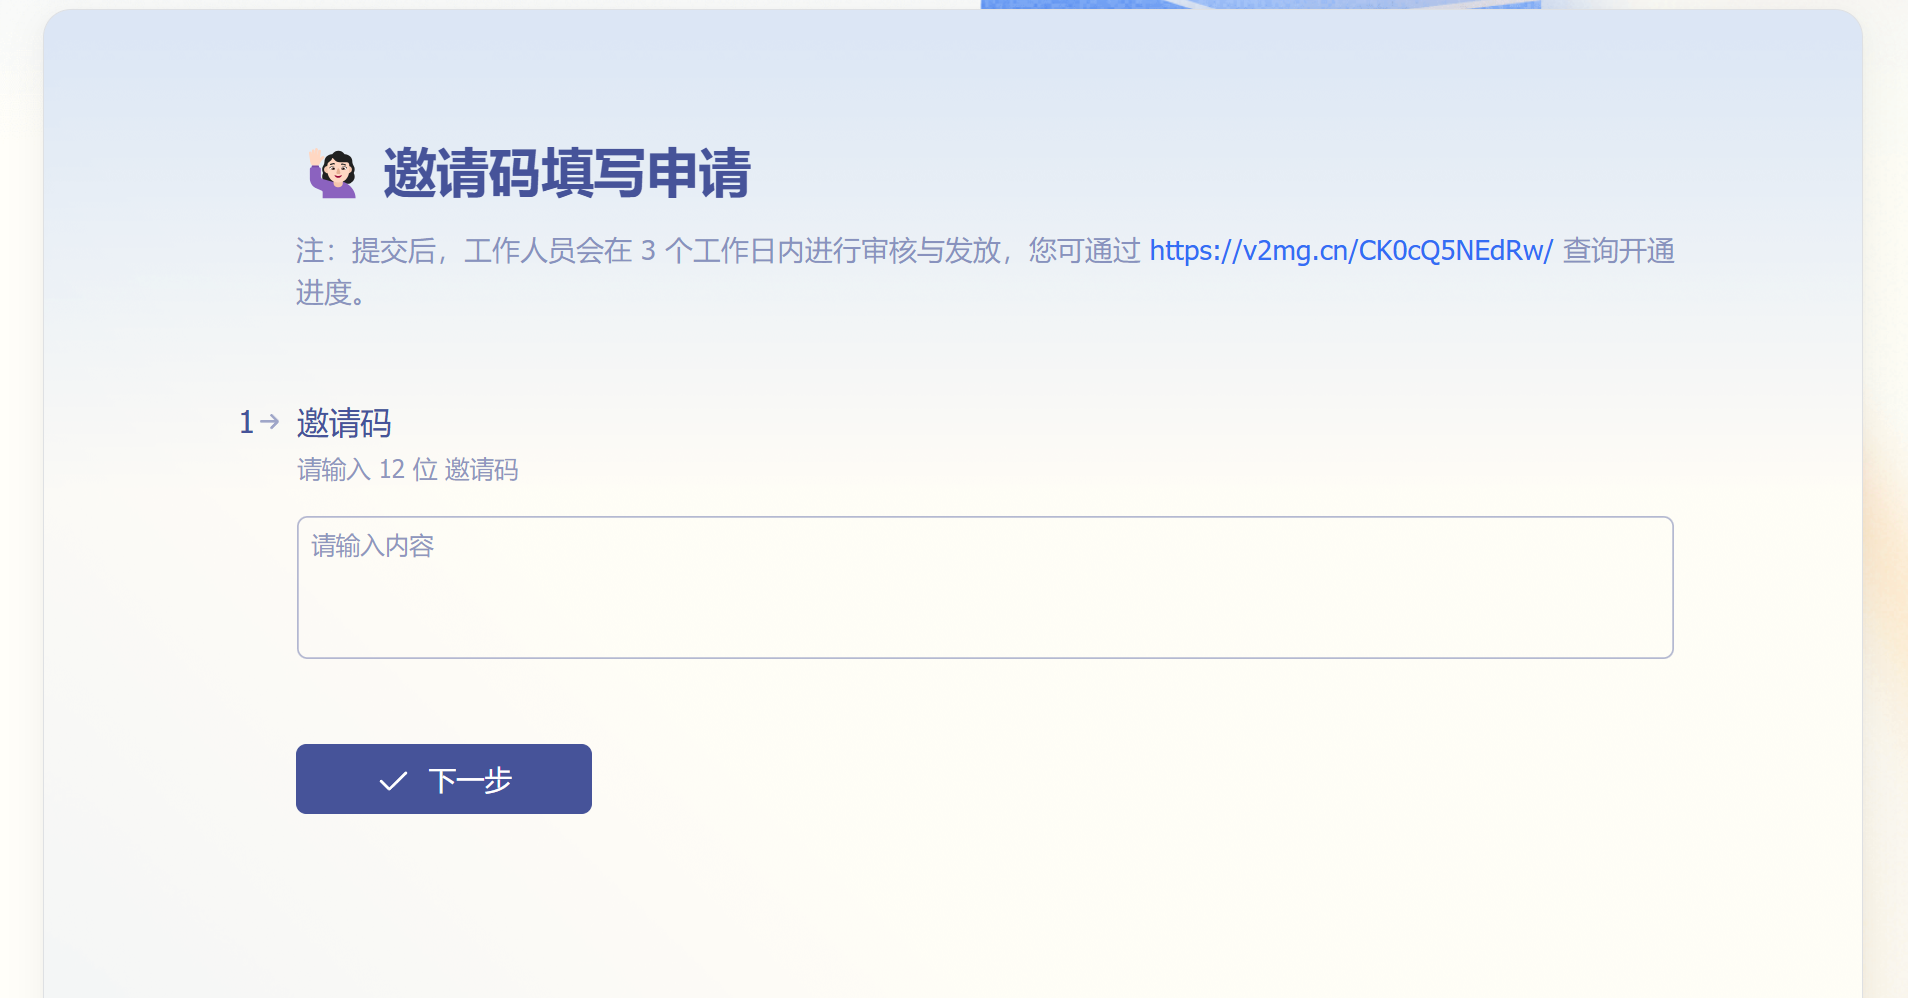 邀请码填写申请
注：提交后，工作人员会在 3 个工作日内进行审核与发放，您可通过 https://v2mg.cn/CK0cQ5NEdRw/ 查询开通
进度。
1 → 邀请码
请输入 12 位 邀请码
请输入内容
下一步